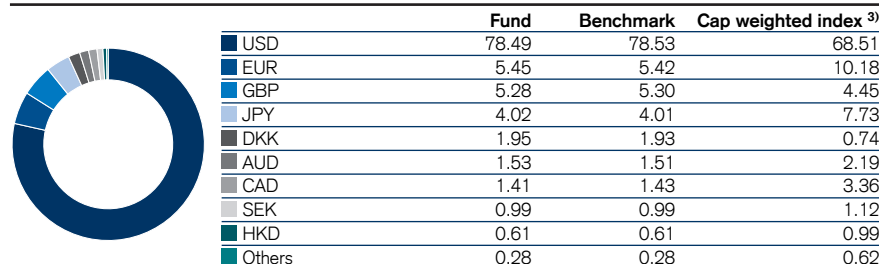 Fund Benchmark Cap weighted index 3)
USD 78.49 78.53 68.51
EUR 5.45 5.42 10.18
GBP 5.28 5.30 4.45
JPY 4.02 4.01 7.73
DKK 1.95 1.93 0.74
AUD 1.53 1.51 2.19
CAD 1.41 1.43 3.36
SEK 0.99 0.99 1.12
HKD 0.61 0.61 0.99
Others 0.28 0.28 0.62